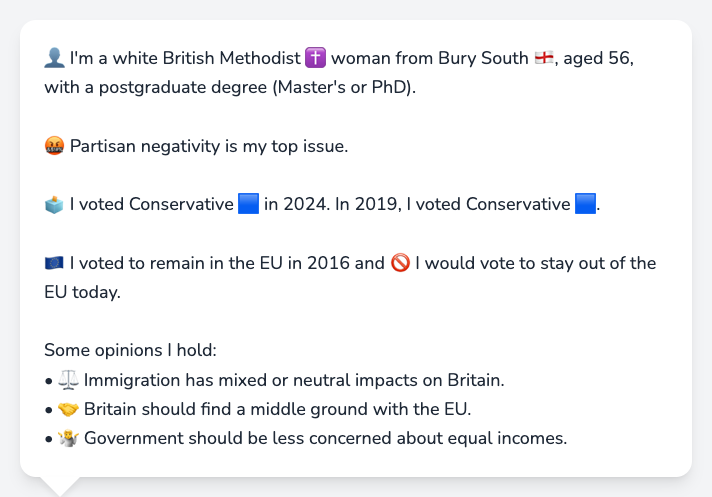 👤 I'm a white British Methodist ✝️ woman from Bury South 🏴󠁧󠁢󠁥󠁮󠁧󠁿, aged 56,
with a postgraduate degree (Master's or PhD).
🤬 Partisan negativity is my top issue.
🗳️ I voted Conservative 🟦 in 2024. In 2019, I voted Conservative 🟦.
🇪🇺 I voted to remain in the EU in 2016 and 🚫 I would vote to stay out of the
EU today.
Some opinions I hold:
• ⚖️ Immigration has mixed or neutral impacts on Britain.
• 🤝 Britain should find a middle ground with the EU.
• 🤷 Government should be less concerned about equal incomes.